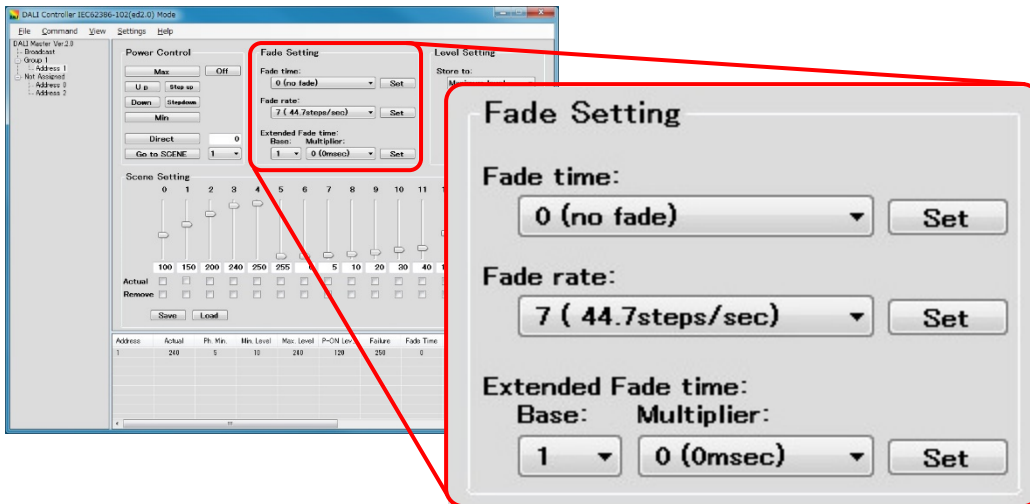 DALI Controller IEC62386-102(ed2.0) Mode
File Command View Settings Help
DALI Master Ver.2.0
Broadcast
Group 1
Address 1
Not Assigned
Address 0
Address 2
Power Control
Max Off
Up Step up
Down Stepdown
Min
Direct 0
Go to SCENE 1
Fade Setting
Fade time:
0 (no fade) Set
Fade rate:
7 ( 44.7steps/sec) Set
Extended Fade time:
Base: Multiplier:
1 0 (0msec) Set
Level Setting
Store to:
Scene Setting
0 1 2 3 4 5 6 7 8 9 10 11
100 150 200 240 250 255 0 5 10 20 30 40
Actual
Remove
Save Load
Address Actual Ph. Min. Min. Level Max. Level P-ON Lev. Failure Fade Time
1 240 5 10 240 120 250 0
Fade Setting
Fade time:
0 (no fade) Set
Fade rate:
7 ( 44.7steps/sec) Set
Extended Fade time:
Base: Multiplier:
1 0 (0msec) Set